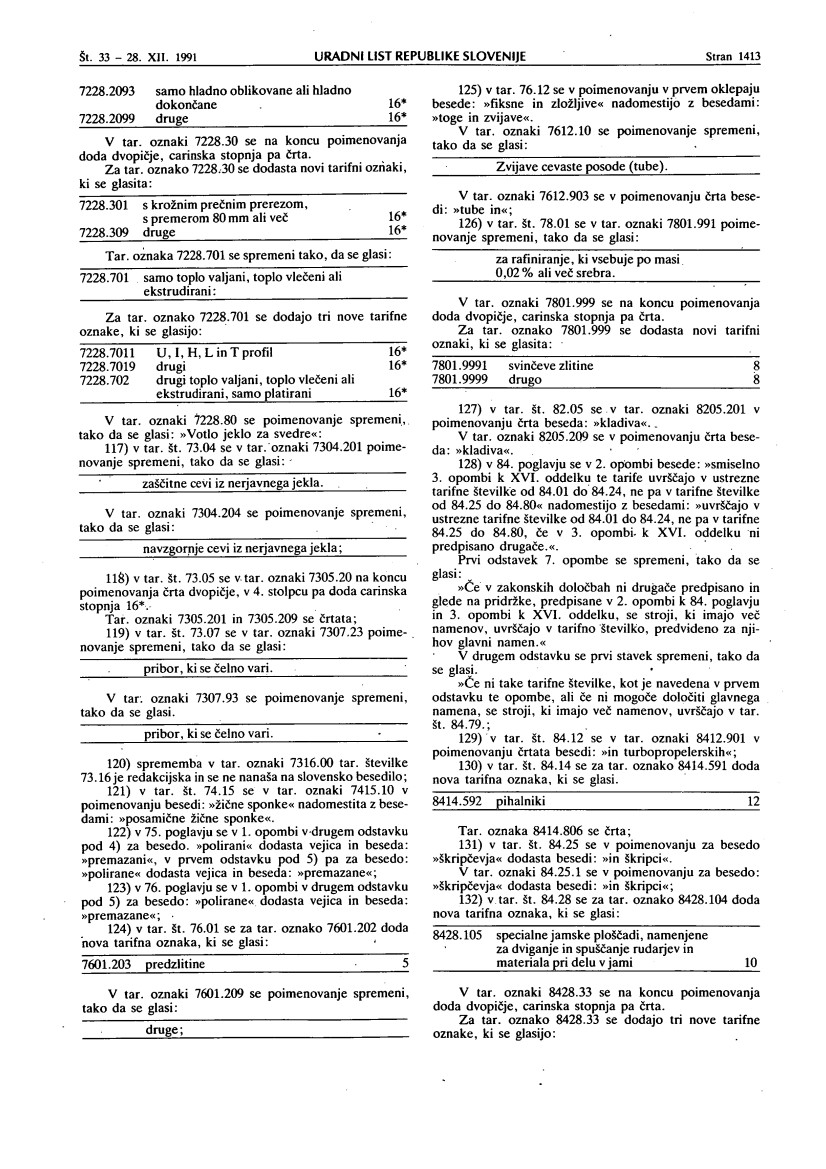 Št. 33 – 28. XII. 1991 URADNI LIST REPUBLIKE SLOVENIJE Stran 1413
7228.2093 samo hladno oblikovane ali hladno
dokončane 16*
7228.2099 druge 16*
V tar. oznaki 7228.30 se na koncu poimenovanja
doda dvopičje, carinska stopnja pa črta.
Za tar. oznako 7228.30 se dodasta novi tarifni oznaki,
ki se glasita:
7228.301 s krožnim prečnim prerezom,
s premerom 80 mm ali več 16*
7228.309 druge 16*
Tar. oznaka 7228.701 se spremeni tako, da se glasi:
7228.701 samo toplo valjani, toplo vlečeni ali
ekstrudirani:
Za tar. oznako 7228.701 se dodajo tri nove tarifne
oznake, ki se glasijo:
7228.7011 U, I, H, L in T profil 16*
7228.7019 drugi 16*
7228.702 drugi toplo valjani, toplo vlečeni ali
ekstrudirani, samo platirani 16*
V tar. oznaki 7228.80 se poimenovanje spremeni,
tako da se glasi: »Votlo jeklo za svedre«:
117) v tar. št. 73.04 se v tar. oznaki 7304.201 poime-
novanje spremeni, tako da se glasi:
zaščitne cevi iz nerjavnega jekla.
V tar. oznaki 7304.204 se poimenovanje spremeni,
tako da se glasi:
navzgornje cevi iz nerjavnega jekla;
118) v tar. št. 73.05 se v tar. oznaki 7305.20 na koncu
poimenovanja črta dvopičje, v 4. stolpcu pa doda carinska
stopnja 16*.
Tar. oznaki 7305.201 in 7305.209 se črtata;
119) v tar. št. 73.07 se v tar. oznaki 7307.23 poime-
novanje spremeni, tako da se glasi:
pribor, ki se čelno vari.
V tar. oznaki 7307.93 se poimenovanje spremeni,
tako da se glasi.
pribor, ki se čelno vari.
120) sprememba v tar. oznaki 7316.00 tar. številke
73.16 je redakcijska in se ne nanaša na slovensko besedilo;
121) v tar. št. 74.15 se v tar. oznaki 7415.10 v
poimenovanju besedi: »žične sponke« nadomestita z bese-
dami: »posamične žične sponke«.
122) v 75. poglavju se v 1. opombi v drugem odstavku
pod 4) za besedo. »polirani« dodasta vejica in beseda:
»premazani«, v prvem odstavku pod 5) pa za besedo:
»polirane« dodasta vejica in beseda: »premazane«;
123) v 76. poglavju se v 1. opombi v drugem odstavku
pod 5) za besedo: »polirane« dodasta vejica in beseda:
»premazane«;
124) v tar. št. 76.01 se za tar. oznako 7601.202 doda
nova tarifna oznaka, ki se glasi:
7601.203 predzlitine 5
V tar. oznaki 7601.209 se poimenovanje spremeni,
tako da se glasi:
druge;
125) v tar. 76.12 se v poimenovanju v prvem oklepaju
besede: »fiksne in zložljive« nadomestijo z besedami:
»toge in zvijave«.
V tar. oznaki 7612.10 se poimenovanje spremeni,
tako da se glasi:
Zvijave cevaste posode (tube).
V tar. oznaki 7612.903 se v poimenovanju črta bese-
di: »tube in«;
126) v tar. št. 78.01 se v tar. oznaki 7801.991 poime-
novanje spremeni, tako da se glasi:
za rafiniranje, ki vsebuje po masi
0,02 % ali več srebra.
V tar. oznaki 7801.999 se na koncu poimenovanja
doda dvopičje, carinska stopnja pa črta.
Za tar. oznako 7801.999 se dodasta novi tarifni
oznaki, ki se glasita:
7801.9991 svinčeve zlitine 8
7801.9999 drugo 8
127) v tar. št. 82.05 se v tar. oznaki 8205.201 v
poimenovanju črta beseda: »kladiva«.
V tar. oznaki 8205.209 se v poimenovanju črta bese-
da: »kladiva«.
128) v 84. poglavju se v 2. opombi besede: »smiselno
3. opombi k XVI. oddelku te tarife uvrščajo v ustrezne
tarifne številke od 84.01 do 84.24, ne pa v tarifne številke
od 84.25 do 84.80« nadomestijo z besedami: »uvrščajo v
ustrezne tarifne številke od 84.01 do 84.24, ne pa v tarifne
84.25 do 84.80, če v 3. opombi k XVI. oddelku ni
predpisano drugače.«.
Prvi odstavek 7. opombe se spremeni, tako da se
glasi:
»Če v zakonskih določbah ni drugače predpisano in
glede na pridržke, predpisane v 2. opombi k 84. poglavju
in 3. opombi k XVI. oddelku, se stroji, ki imajo več
namenov, uvrščajo v tarifno številko, predvideno za nji-
hov glavni namen.«
V drugem odstavku se prvi stavek spremeni, tako da
se glasi.
»Če ni take tarifne številke, kot je navedena v prvem
odstavku te opombe, ali če ni mogoče določiti glavnega
namena, se stroji, ki imajo več namenov, uvrščajo v tar.
št. 84.79.;
129) v tar. št. 84.12 se v tar. oznaki 8412.901 v
poimenovanju črtata besedi: »in turbopropelerskih«;
130) v tar. št. 84.14 se za tar. oznako 8414.591 doda
nova tarifna oznaka, ki se glasi.
8414.592 pihalniki 12
Tar. oznaka 8414.806 se črta;
131) v tar. št. 84.25 se v poimenovanju za besedo
»škripčevja« dodasta besedi: »in škripci«.
V tar. oznaki 84.25.1 se v poimenovanju za besedo:
»škripčevja« dodasta besedi: »in škripci«;
132) v tar. št. 84.28 se za tar. oznako 8428.104 doda
nova tarifna oznaka, ki se glasi:
8428.105 specialne jamske ploščadi, namenjene
za dviganje in spuščanje rudarjev in
materiala pri delu v jami 10
V tar. oznaki 8428.33 se na koncu poimenovanja
doda dvopičje, carinska stopnja pa črta.
Za tar. oznako 8428.33 se dodajo tri nove tarifne
oznake, ki se glasijo: